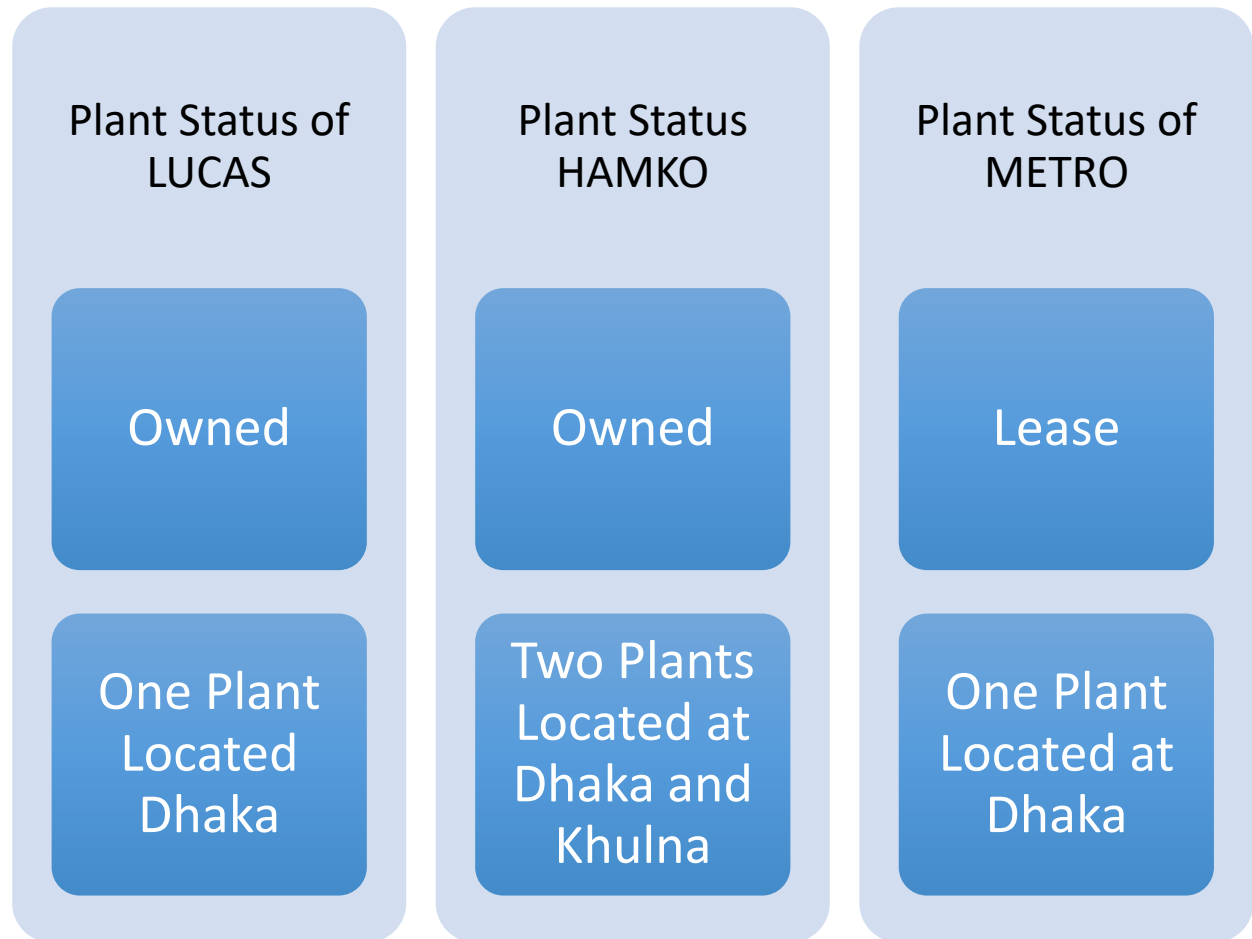 Plant Status of
LUCAS
Owned
One Plant
Located
Dhaka
Plant Status
HAMKO
Owned
Two Plants
Located at
Dhaka and
Khulna
Plant Status of
METRO
Lease
One Plant
Located at
Dhaka